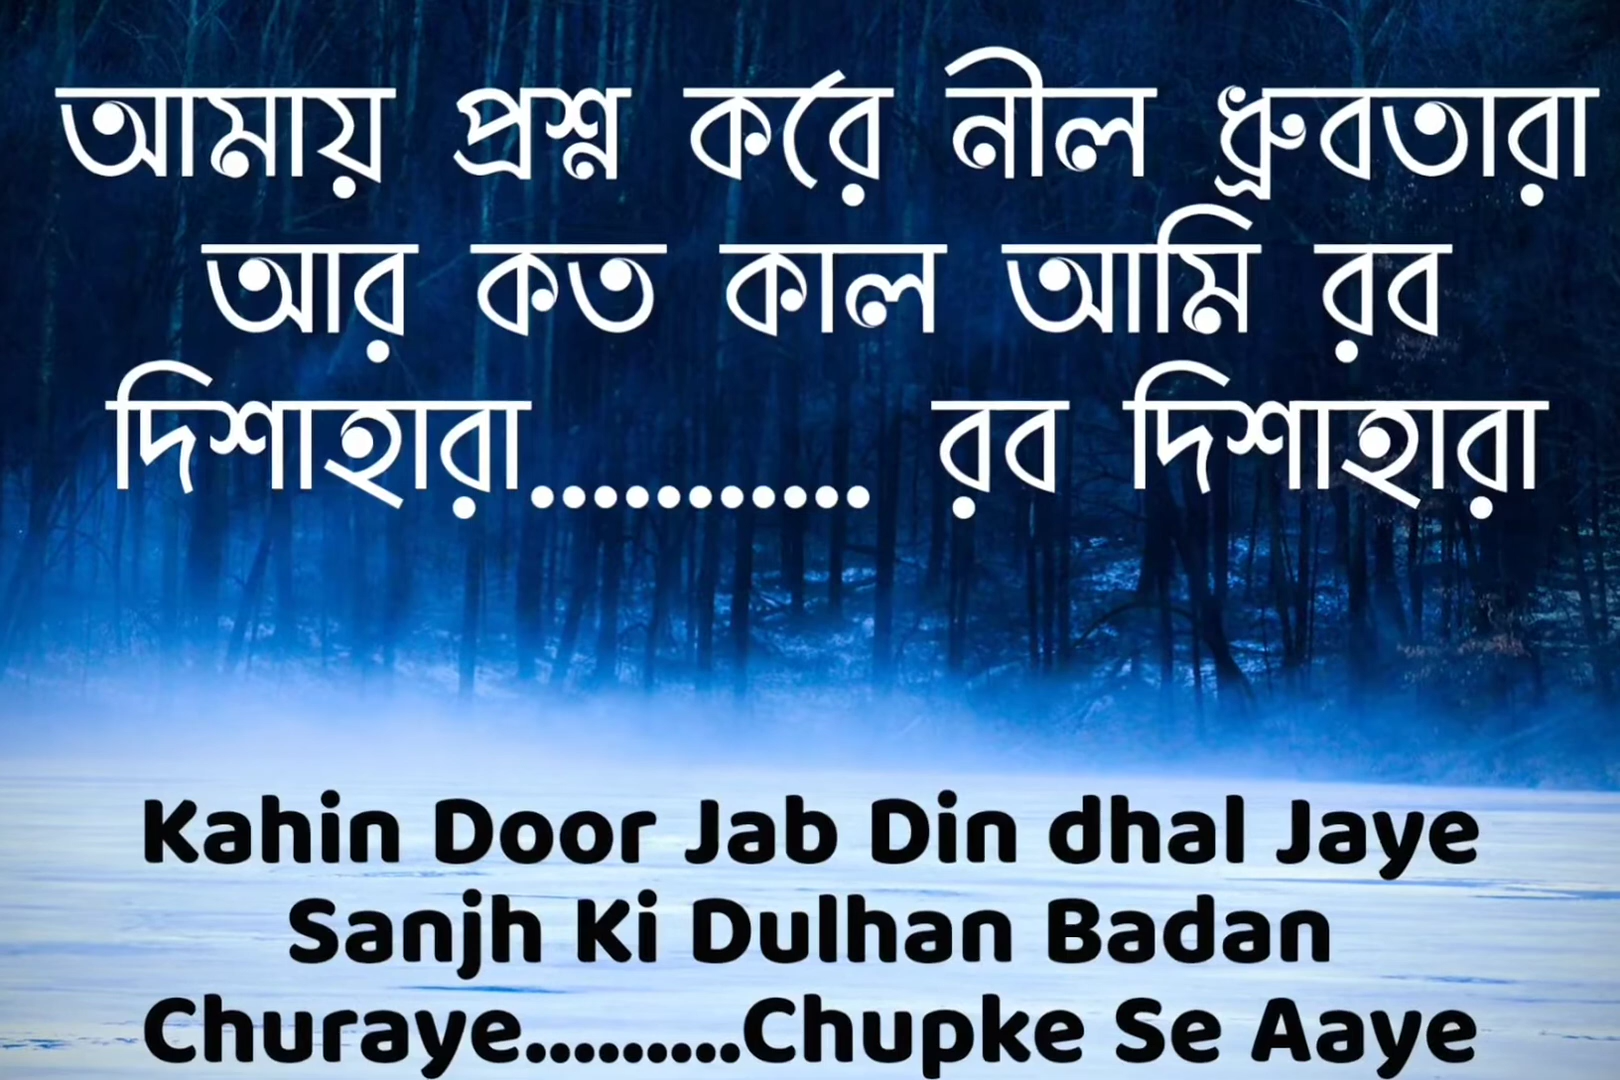 আমায় প্রশ্ন করে নীল ধ্রুবতারা
আর কত কাল আমি রব
দিশাহারা........... রব দিশাহারা
Kahin Door Jab Din dhal Jaye
Sanjh Ki Dulhan Badan
Churaye.........Chupke Se Aaye